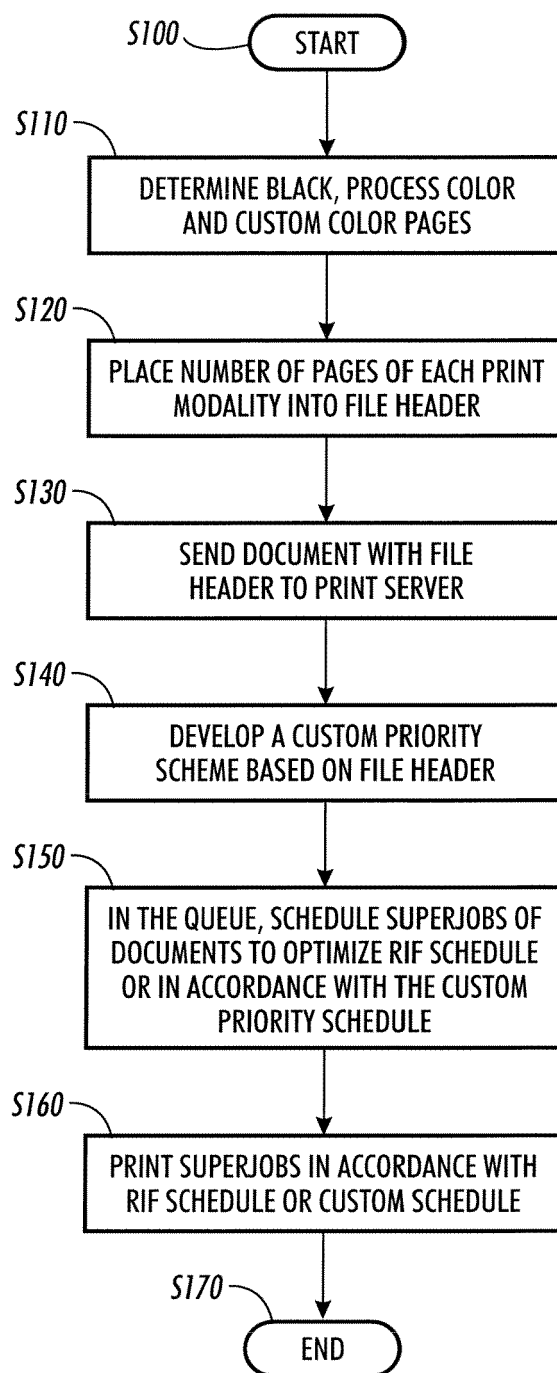 S100
START
S110
DETERMINE BLACK, PROCESS COLOR
AND CUSTOM COLOR PAGES
S120
PLACE NUMBER OF PAGES OF EACH PRINT
MODALITY INTO FILE HEADER
S130
SEND DOCUMENT WITH FILE
HEADER TO PRINT SERVER
S140
DEVELOP A CUSTOM PRIORITY
SCHEME BASED ON FILE HEADER
S150
IN THE QUEUE, SCHEDULE SUPERJOBS OF
DOCUMENTS TO OPTIMIZE RIF SCHEDULE
OR IN ACCORDANCE WITH THE CUSTOM
PRIORITY SCHEDULE
S160
PRINT SUPERJOBS IN ACCORDANCE WITH
RIF SCHEDULE OR CUSTOM SCHEDULE
S170
END